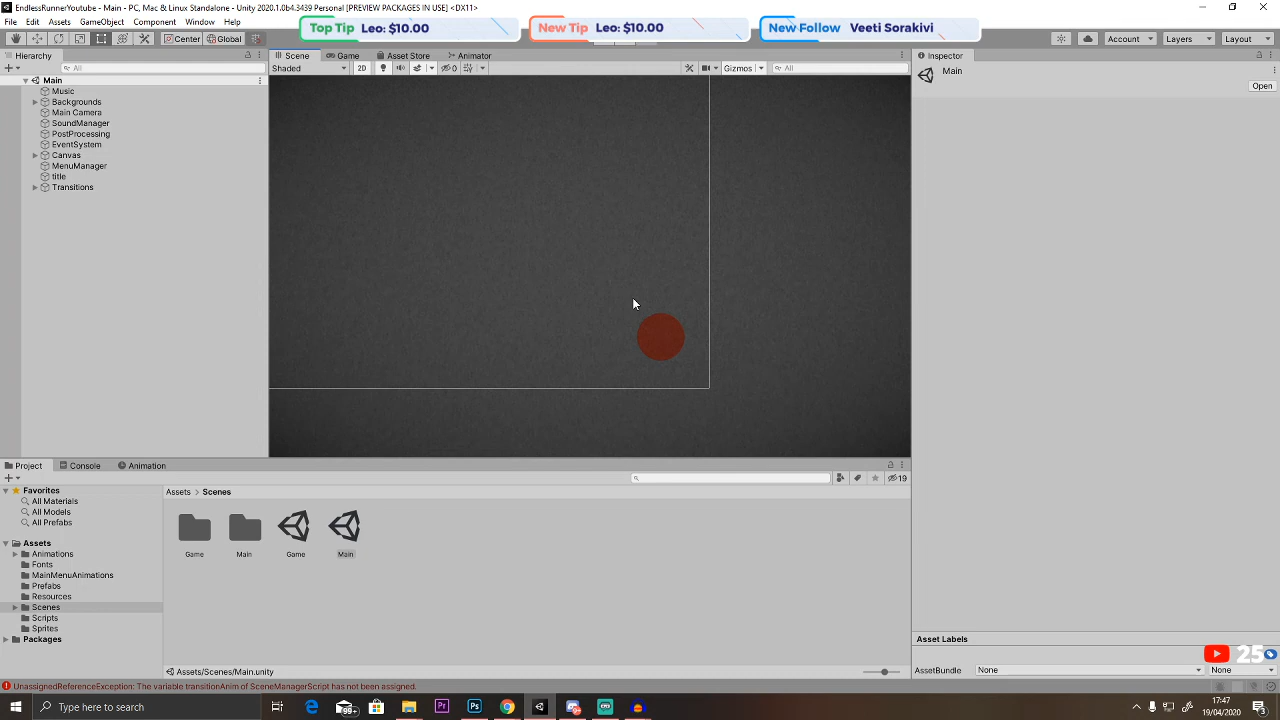 EndlessRunnerYoutube - Main - PC, Mac & Linux Standalone - Unity 2020.1.0b4.3439 Personal [PREVIEW PACKAGES IN USE] <DX11>
File Edit Assets GameObject Component Window Help
Top Tip Leo: $10.00
New Tip Leo: $10.00
New Follow Veeti Sorakivi
Center Global
Account Layers Layout
Hierarchy
All
Main
Music
Backgrounds
Main Camera
SoundManager
PostProcessing
EventSystem
Canvas
MenuManager
title
Transitions
Scene Game Asset Store Animator
Shaded 2D 0 Gizmos All
Inspector
Main
Open
Project Console Animation
19
Favorites
All Materials
All Models
All Prefabs
Assets
Animations
Fonts
MainMenuAnimations
Prefabs
Resources
Scenes
Scripts
Sprites
Packages
Assets > Scenes
Game Main Game Main
Assets/Scenes/Main.unity
Asset Labels
AssetBundle None None
25
UnassignedReferenceException: The variable transitionAnim of SceneManagerScript has not been assigned.
Type here to search
99+
17:47
19/04/2020